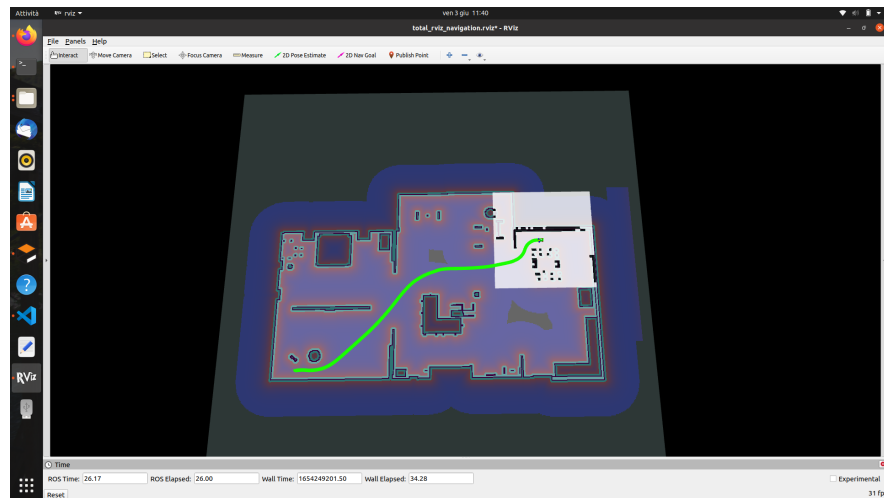 Attività
rviz
ven 3 giu 11:40
total_rviz_navigation.rviz* - RViz
File Panels Help
Interact Move Camera Select Focus Camera Measure 2D Pose Estimate 2D Nav Goal Publish Point
RViz
Time
ROS Time: 26.17 ROS Elapsed: 26.00 Wall Time: 1654249201.50 Wall Elapsed: 34.28 Experimental
Reset 31 fp